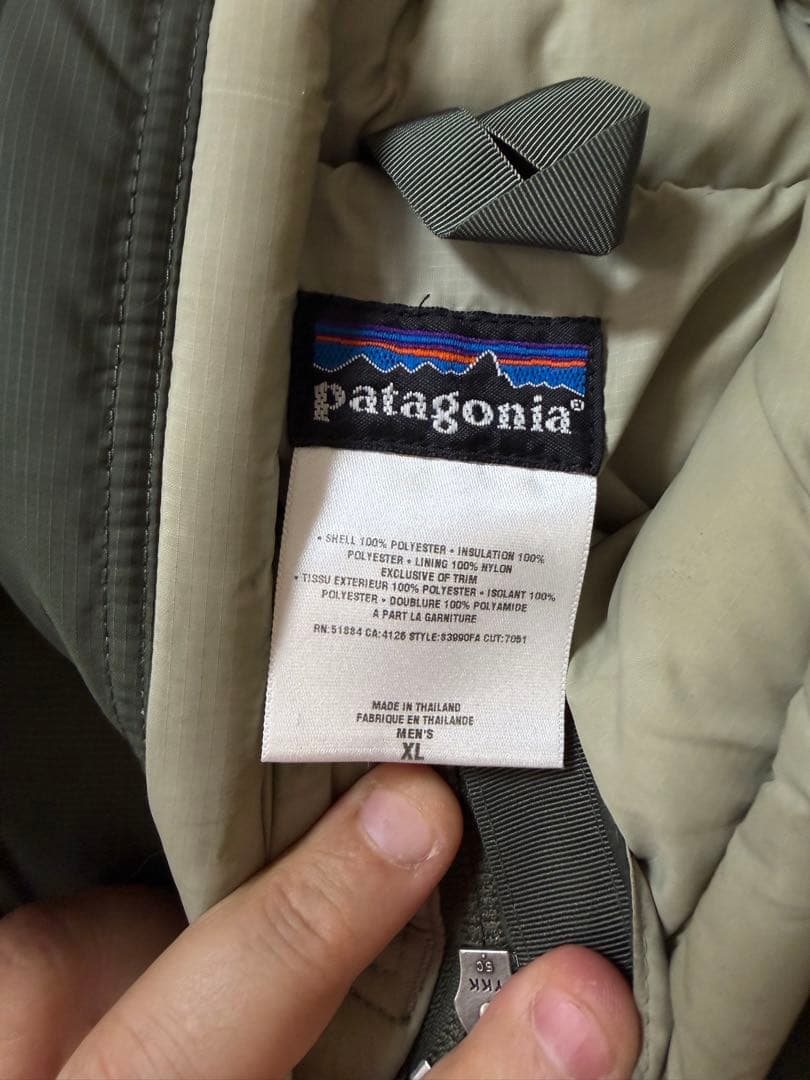 patagonia®
• SHELL 100% POLYESTER • INSULATION 100%
POLYESTER • LINING 100% NYLON
EXCLUSIVE OF TRIM
• TISSU EXTERIEUR 100% POLYESTER • ISOLANT 100%
POLYESTER • DOUBLURE 100% POLYAMIDE
A PART LA GARNITURE
RN:51884 CA:4126 STYLE:83990FA CUT:7051
MADE IN THAILAND
FABRIQUE EN THAILANDE
MEN'S
XL
YKK
5C